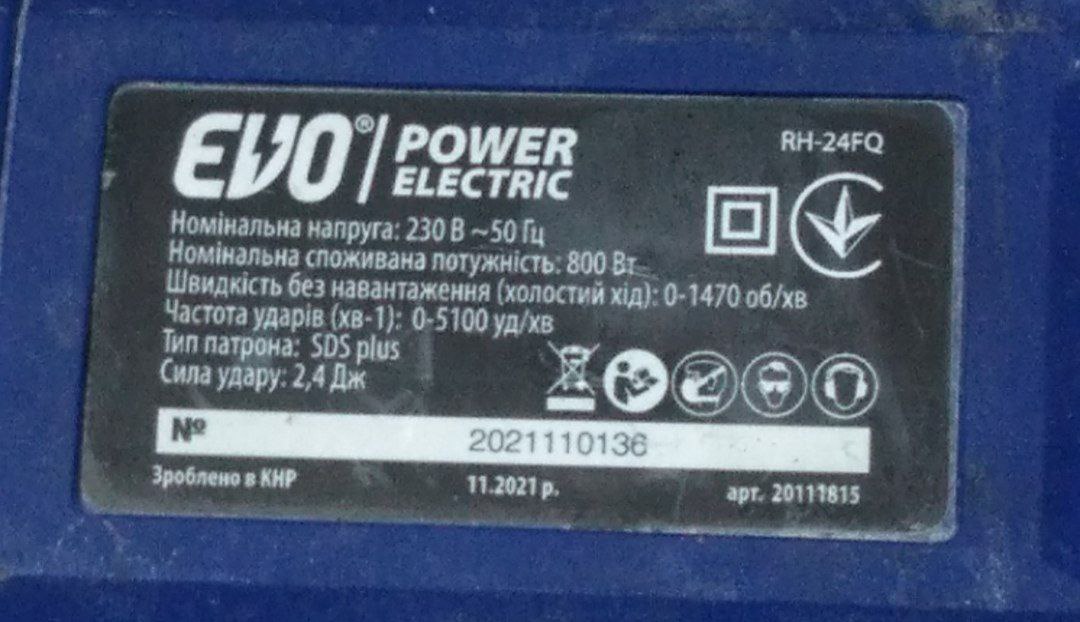 EVO® POWER ELECTRIC
RH-24FQ
Номінальна напруга: 230 В ~50 Гц
Номінальна споживана потужність: 800 Вт
Швидкість без навантаження (холостий хід): 0-1470 об/хв
Частота ударів (хв-1): 0-5100 уд/хв
Тип патрона: SDS plus
Сила удару: 2,4 Дж
№ 2021110136
Зроблено в КНР 11.2021 р. арт. 20111815